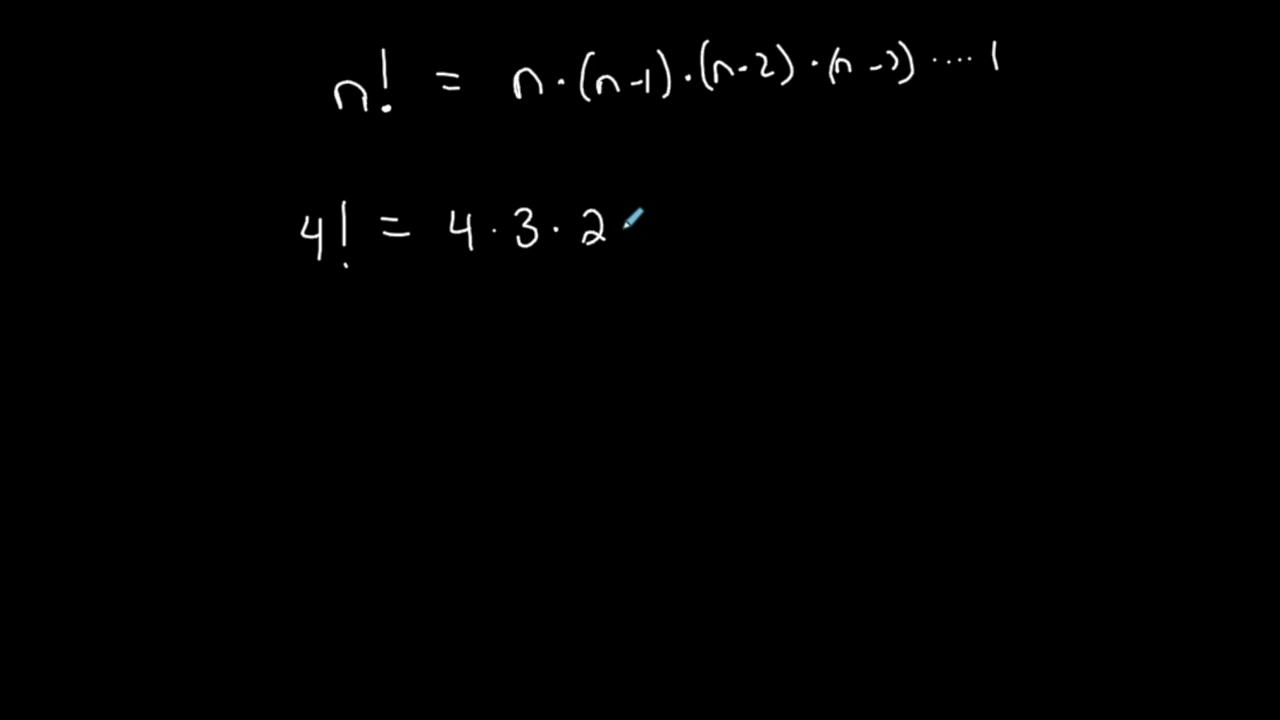 n! = n · (n-1) · (n-2) · (n-3) ···· 1
4! = 4 · 3 · 2